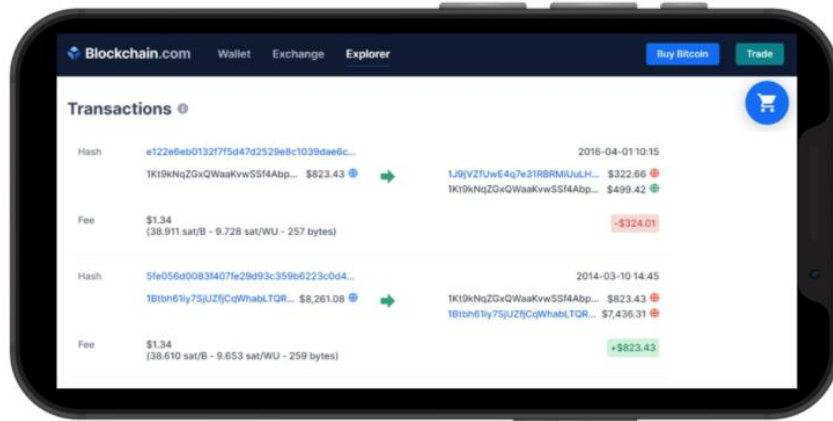 Blockchain.com Wallet Exchange Explorer Buy Bitcoin Trade
Transactions
Hash e122e6eb0132f7f5d47d2529e8c1039dae6c... 2016-04-01 10:15
1Kt9kNqZGxQWaaKvwSSf4Abp... $823.43 1J9jVZfUwE4q7e31RBRMiUuLH... $322.66
1Kt9kNqZGxQWaaKvwSSf4Abp... $499.42
Fee $1.34 -$324.01
(38.911 sat/B - 9.728 sat/WU - 257 bytes)
Hash 5fe056d0083f407fe29d93c359b6223c0d4... 2014-03-10 14:45
1Btbh61iy7SjUZfjCqWhabLTQR... $8,261.08 1Kt9kNqZGxQWaaKvwSSf4Abp... $823.43
1Btbh61iy7SjUZfjCqWhabLTQR... $7,436.31
Fee $1.34 +$823.43
(38.610 sat/B - 9.653 sat/WU - 259 bytes)